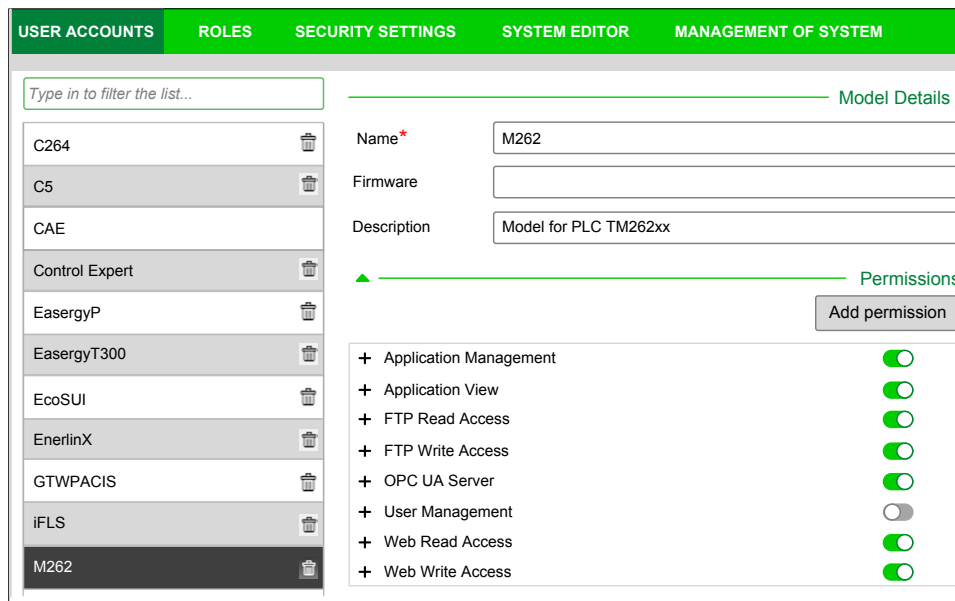 USER ACCOUNTS ROLES SECURITY SETTINGS SYSTEM EDITOR MANAGEMENT OF SYSTEM
Type in to filter the list...
C264
C5
CAE
Control Expert
EasergyP
EasergyT300
EcoSUI
EnerlinX
GTWPACIS
iFLS
M262
Model Details
Name* M262
Firmware
Description Model for PLC TM262xx
Permissions
Add permission
+ Application Management
+ Application View
+ FTP Read Access
+ FTP Write Access
+ OPC UA Server
+ User Management
+ Web Read Access
+ Web Write Access